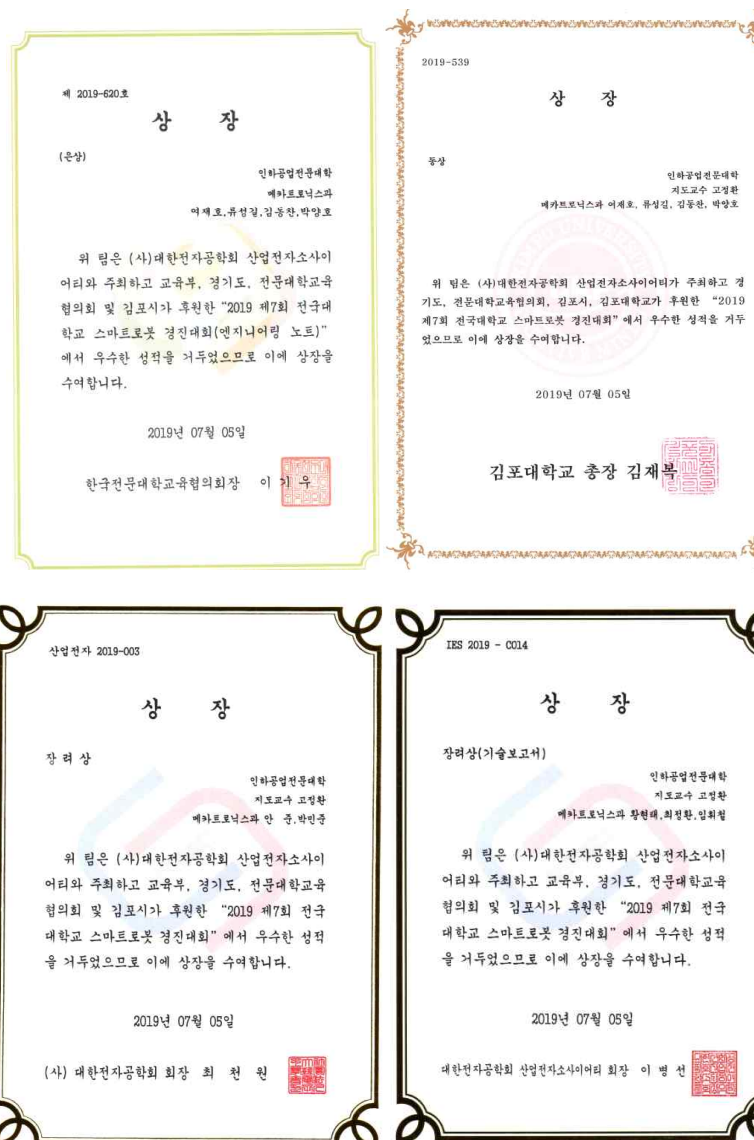 제 2019-620호
상 장
(은상)
인하공업전문대학
메카트로닉스과
여재호,류성길,김동찬,박양호
위 팀은 (사)대한전자공학회 산업전자소사이
어티와 주최하고 교육부, 경기도, 전문대학교육
협의회 및 김포시가 후원한 “2019 제7회 전국대
학교 스마트로봇 경진대회(엔지니어링 노트)”
에서 우수한 성적을 거두었으므로 이에 상장을
수여합니다.
2019년 07월 05일
한국전문대학교육협의회장 이 기 우
2019-539
상 장
동상
인하공업전문대학
지도교수 고정환
메카트로닉스과 여재호, 류성길, 김동찬, 박양호
위 팀은 (사)대한전자공학회 산업전자소사이어티가 주최하고 경
기도, 전문대학교육협의회, 김포시, 김포대학교가 후원한 “2019
제7회 전국대학교 스마트로봇 경진대회”에서 우수한 성적을 거두
었으므로 이에 상장을 수여합니다.
2019년 07월 05일
김포대학교 총장 김재복
산업전자 2019-003
상 장
장 려 상
인하공업전문대학
지도교수 고정환
메카트로닉스과 안 준,박민준
위 팀은 (사)대한전자공학회 산업전자소사이
어티와 주최하고 교육부, 경기도, 전문대학교육
협의회 및 김포시가 후원한 “2019 제7회 전국
대학교 스마트로봇 경진대회” 에서 우수한 성적
을 거두었으므로 이에 상장을 수여합니다.
2019년 07월 05일
(사) 대한전자공학회 회장 최 천 원
IES 2019 - C014
상 장
장려상(기술보고서)
인하공업전문대학
지도교수 고정환
메카트로닉스과 황현태,최정환,임휘철
위 팀은 (사)대한전자공학회 산업전자소사이
어티와 주최하고 교육부, 경기도, 전문대학교육
협의회 및 김포시가 후원한 “2019 제7회 전국
대학교 스마트로봇 경진대회” 에서 우수한 성적
을 거두었으므로 이에 상장을 수여합니다.
2019년 07월 05일
대한전자공학회 산업전자소사이어티 회장 이 병 선